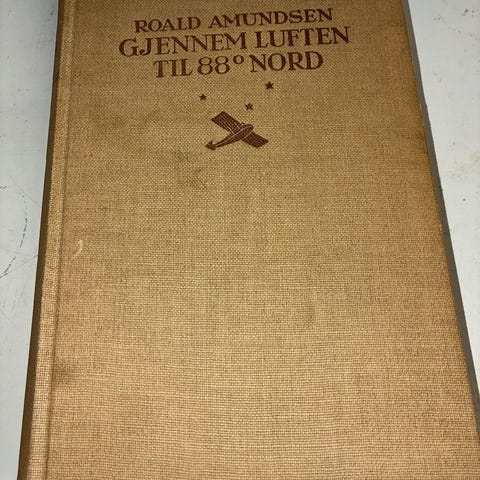 ROALD AMUNDSEN
GJENNEM LUFTEN
TIL 88° NORD